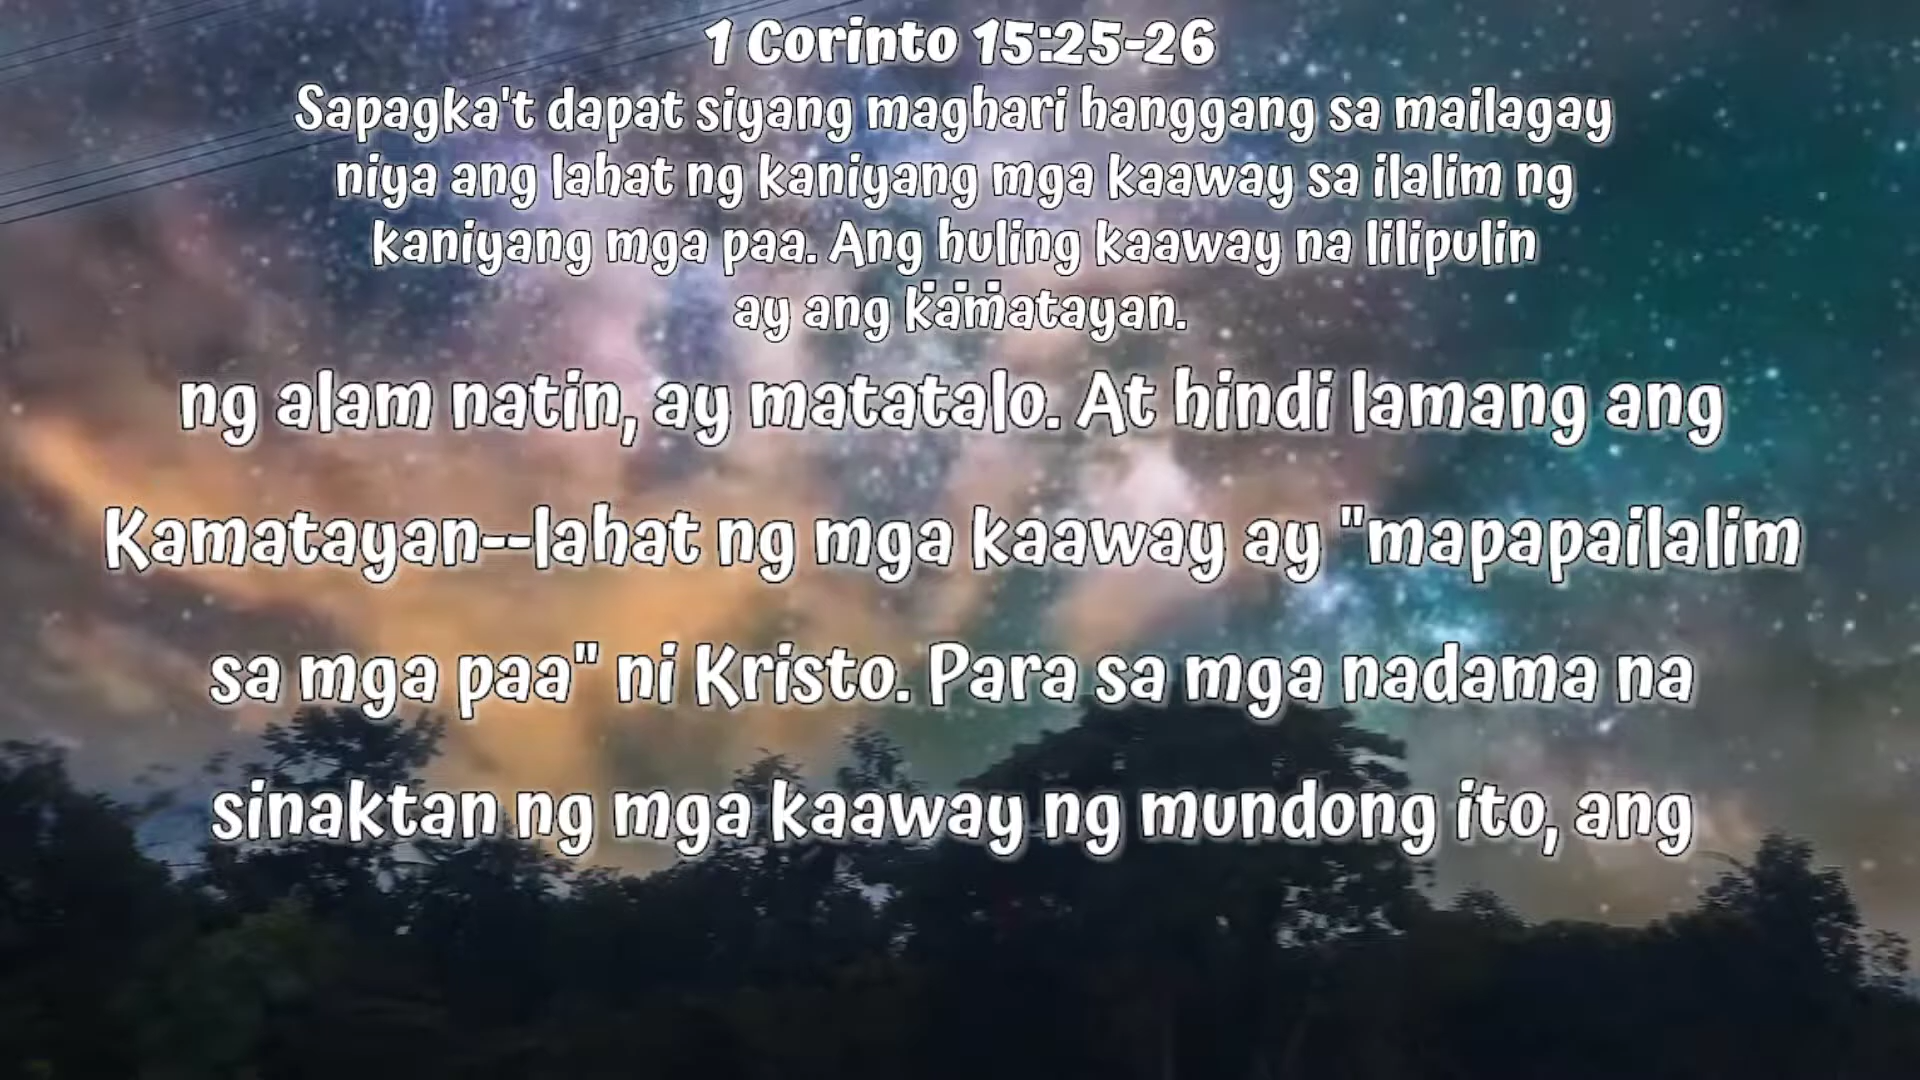 1 Corinto 15:25-26
Sapagka't dapat siyang maghari hanggang sa mailagay
niya ang lahat ng kaniyang mga kaaway sa ilalim ng
kaniyang mga paa. Ang huling kaaway na lilipulin
ay ang kamatayan.
ng alam natin, ay matatalo. At hindi lamang ang
Kamatayan--lahat ng mga kaaway ay "mapapailalim
sa mga paa" ni Kristo. Para sa mga nadama na
sinaktan ng mga kaaway ng mundong ito, ang